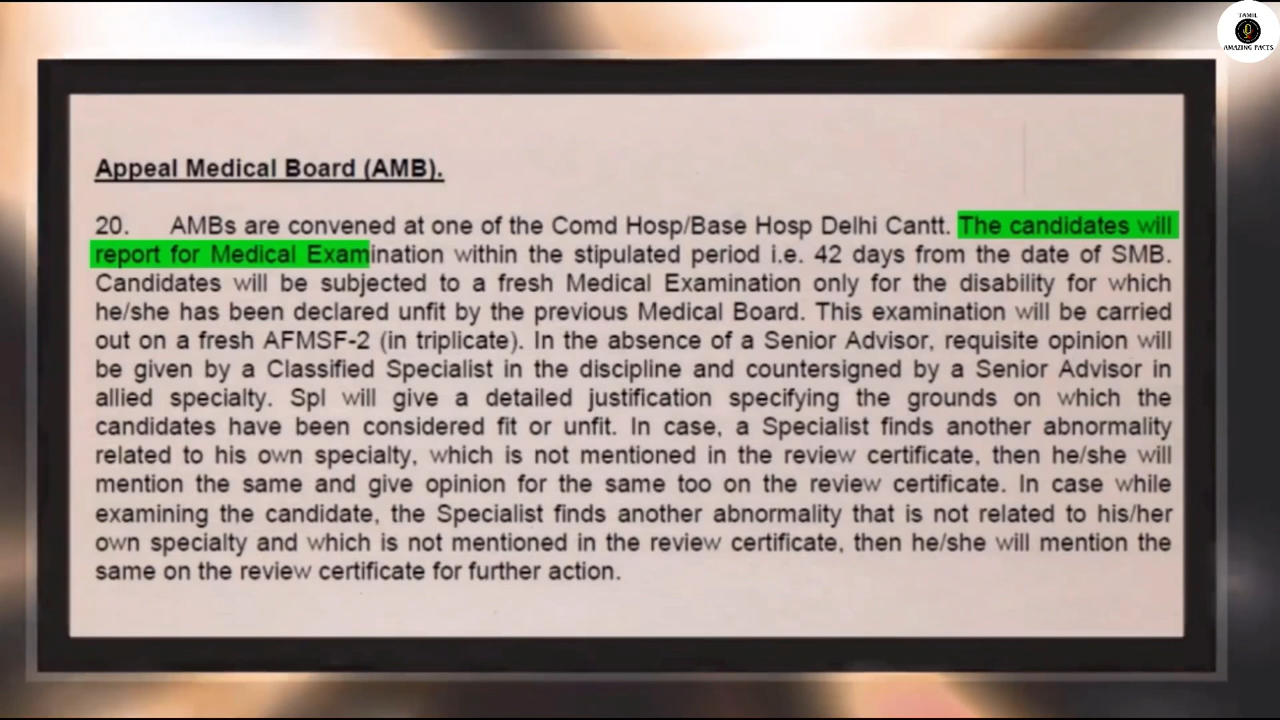 TAMIL
AMAZING FACTS
Appeal Medical Board (AMB).
20. AMBs are convened at one of the Comd Hosp/Base Hosp Delhi Cantt. The candidates will
report for Medical Examination within the stipulated period i.e. 42 days from the date of SMB.
Candidates will be subjected to a fresh Medical Examination only for the disability for which
he/she has been declared unfit by the previous Medical Board. This examination will be carried
out on a fresh AFMSF-2 (in triplicate). In the absence of a Senior Advisor, requisite opinion will
be given by a Classified Specialist in the discipline and countersigned by a Senior Advisor in
allied specialty. Spl will give a detailed justification specifying the grounds on which the
candidates have been considered fit or unfit. In case, a Specialist finds another abnormality
related to his own specialty, which is not mentioned in the review certificate, then he/she will
mention the same and give opinion for the same too on the review certificate. In case while
examining the candidate, the Specialist finds another abnormality that is not related to his/her
own specialty and which is not mentioned in the review certificate, then he/she will mention the
same on the review certificate for further action.